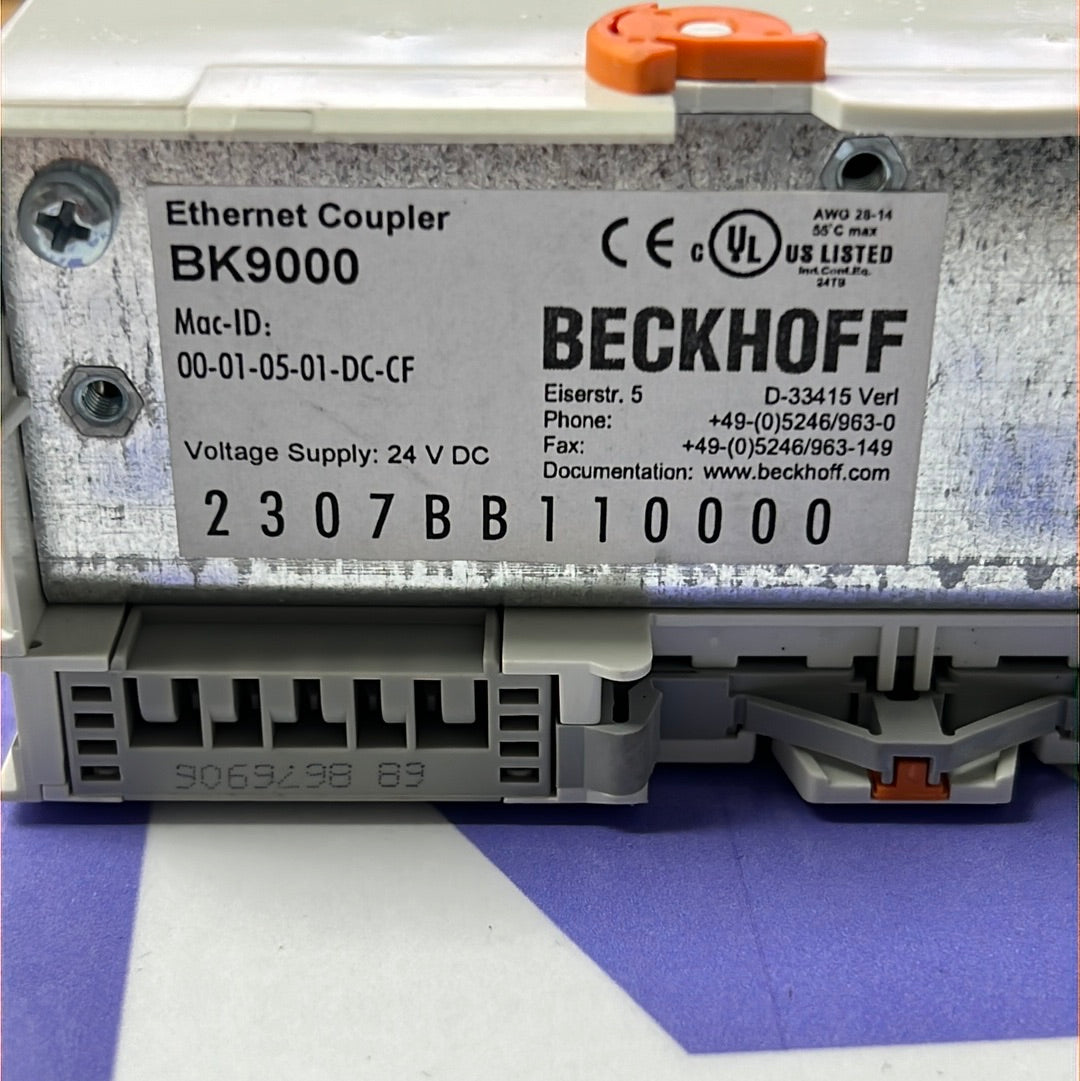 Ethernet Coupler
BK9000
Mac-ID:
00-01-05-01-DC-CF
Voltage Supply: 24 V DC
CE
C UL US LISTED
AWG 28-14
55°C max
Ind.Cont.Eq.
24T9
BECKHOFF
Eiserstr. 5 D-33415 Verl
Phone: +49-(0)5246/963-0
Fax: +49-(0)5246/963-149
Documentation: www.beckhoff.com
2307BB110000